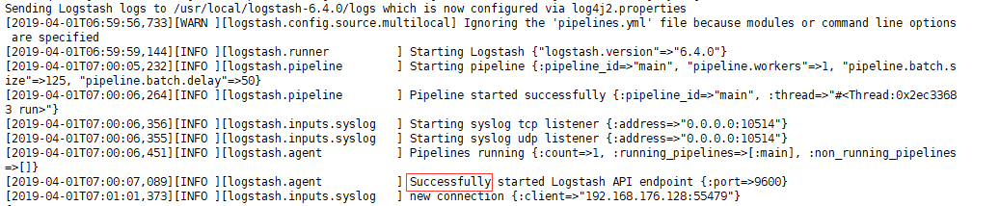 Sending Logstash logs to /usr/local/logstash-6.4.0/logs which is now configured via log4j2.properties
[2019-04-01T06:59:56,733][WARN ][logstash.config.source.multilocal] Ignoring the 'pipelines.yml' file because modules or command line options
 are specified
[2019-04-01T06:59:59,144][INFO ][logstash.runner          ] Starting Logstash {"logstash.version"=>"6.4.0"}
[2019-04-01T07:00:05,232][INFO ][logstash.pipeline        ] Starting pipeline {:pipeline_id=>"main", "pipeline.workers"=>1, "pipeline.batch.s
ize"=>125, "pipeline.batch.delay"=>50}
[2019-04-01T07:00:06,264][INFO ][logstash.pipeline        ] Pipeline started successfully {:pipeline_id=>"main", :thread=>"#<Thread:0x2ec3368
3 run>"}
[2019-04-01T07:00:06,356][INFO ][logstash.inputs.syslog   ] Starting syslog tcp listener {:address=>"0.0.0.0:10514"}
[2019-04-01T07:00:06,355][INFO ][logstash.inputs.syslog   ] Starting syslog udp listener {:address=>"0.0.0.0:10514"}
[2019-04-01T07:00:06,451][INFO ][logstash.agent           ] Pipelines running {:count=>1, :running_pipelines=>[:main], :non_running_pipelines
=>[]}
[2019-04-01T07:00:07,089][INFO ][logstash.agent           ] Successfully started Logstash API endpoint {:port=>9600}
[2019-04-01T07:01:01,373][INFO ][logstash.inputs.syslog   ] new connection {:client=>"192.168.176.128:55479"}